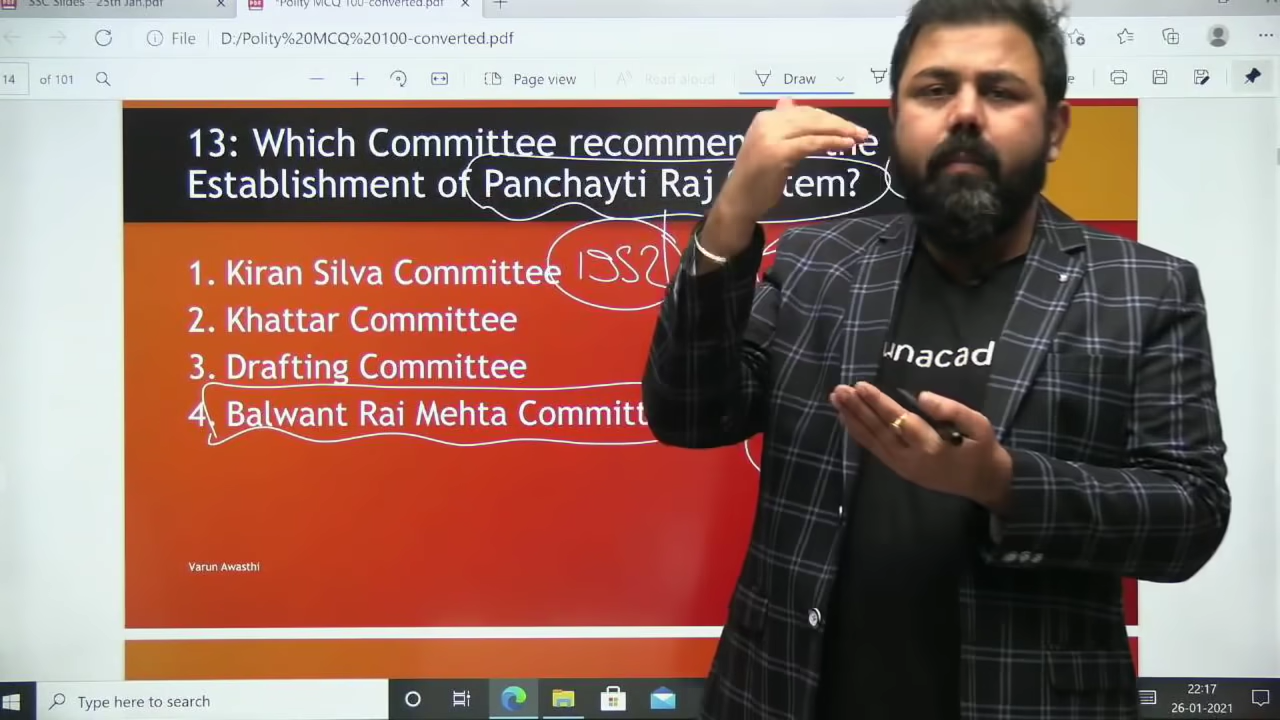 SSC Slides - 25th Jan.pdf
*Polity MCQ 100-converted.pdf
File D:/Polity%20MCQ%20100-converted.pdf
14 of 101
Page view
Read aloud
Draw
13: Which Committee recommen the
Establishment of Panchayti Raj S tem?
1952
1. Kiran Silva Committee
2. Khattar Committee
3. Drafting Committee
4. Balwant Rai Mehta Committ
unacad
Varun Awasthi
Type here to search
22:17
26-01-2021